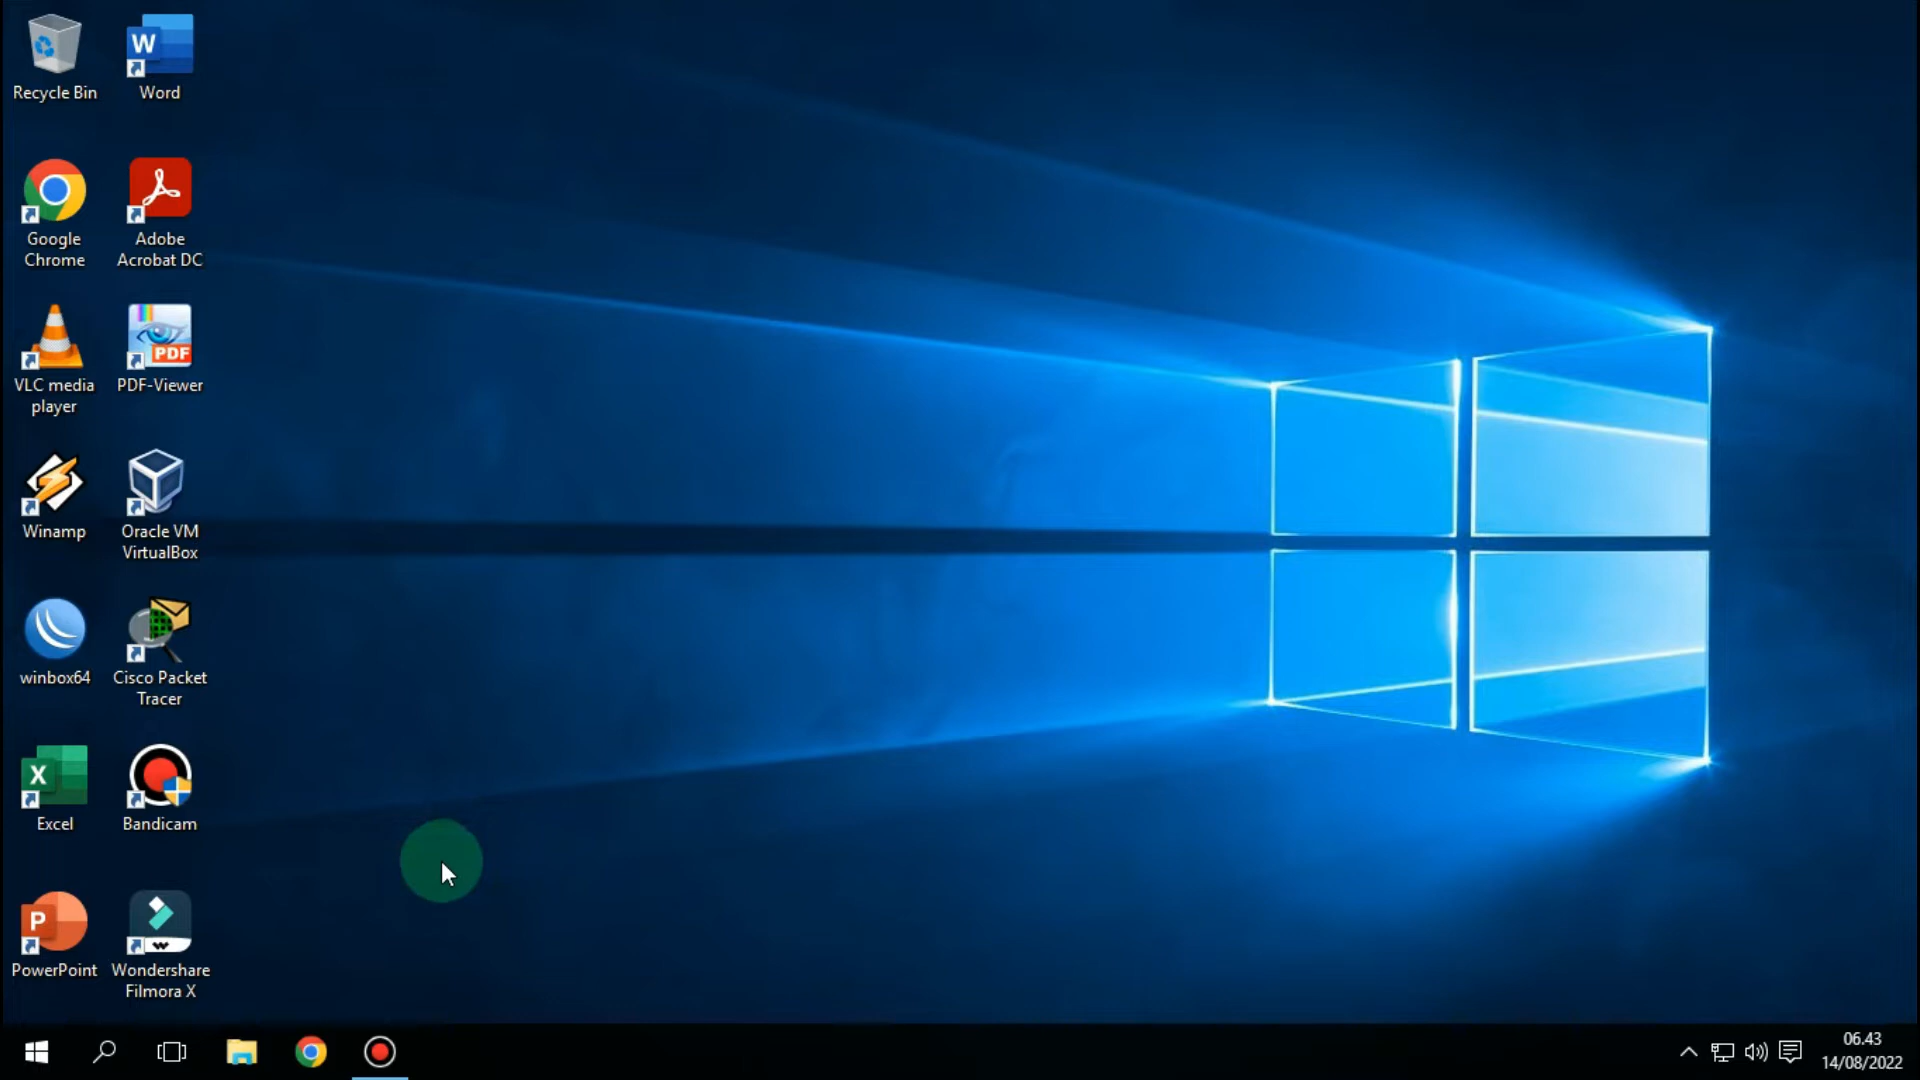 Recycle Bin
W
Word
Google
Chrome
Adobe
Acrobat DC
VLC media
player
PDF
PDF-Viewer
Winamp
Oracle VM
VirtualBox
winbox64
Cisco Packet
Tracer
X
Excel
Bandicam
P
PowerPoint
Wondershare
Filmora X
06.43
14/08/2022